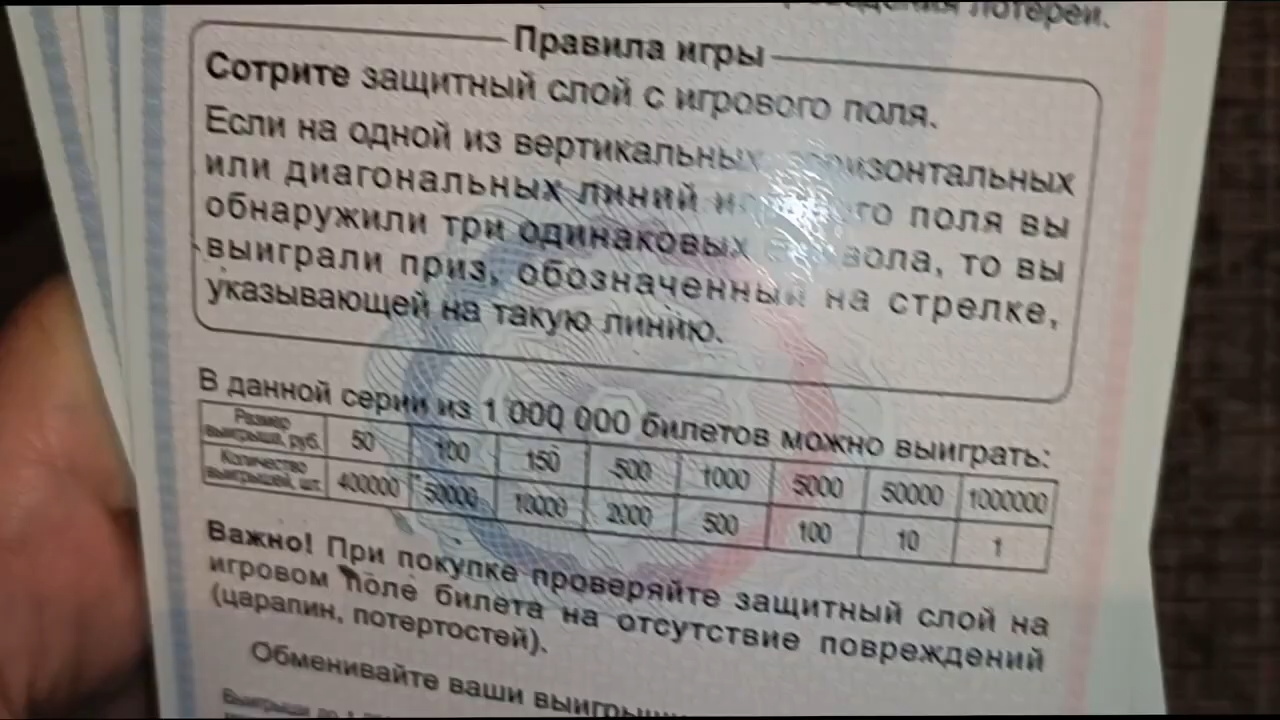 лотереи.
Правила игры
Сотрите защитный слой с игрового поля.
Если на одной из вертикальных, горизонтальных
или диагональных линий игрового поля вы
обнаружили три одинаковых символа, то вы
выиграли приз, обозначенный на стрелке,
указывающей на такую линию.
В данной серии из 1 000 000 билетов можно выиграть:
Размер выигрыша, руб. 50 100 150 500 1000 5000 50000 1000000
Количество выигрышей, шт. 400000 50000 10000 2000 500 100 10 1
Важно! При покупке проверяйте защитный слой на
игровом поле билета на отсутствие повреждений
(царапин, потертостей).
Обменивайте ваши
Выигрыши до